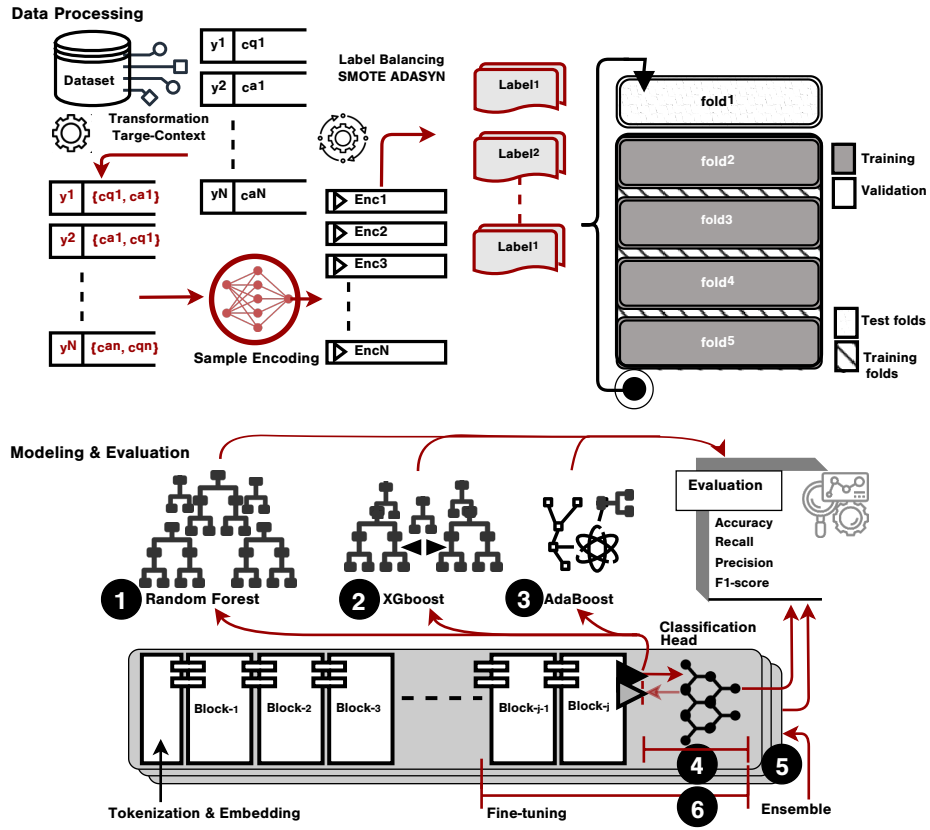 Data Processing
Dataset
y1 cq1
y2 ca1
yN caN
Transformation
Targe-Context
y1 {cq1, ca1}
y2 {ca1, cq1}
yN {can, cqn}
Sample Encoding
Label Balancing
SMOTE ADASYN
Enc1
Enc2
Enc3
EncN
Label1
Label2
Label1
fold1
fold2
fold3
fold4
fold5
Training
Validation
Test folds
Training
folds
Modeling & Evaluation
1 Random Forest
2 XGboost
3 AdaBoost
Evaluation
Accuracy
Recall
Precision
F1-score
Classification
Head
Block-1
Block-2
Block-3
Block-j-1
Block-j
4
5
6
Tokenization & Embedding
Fine-tuning
Ensemble